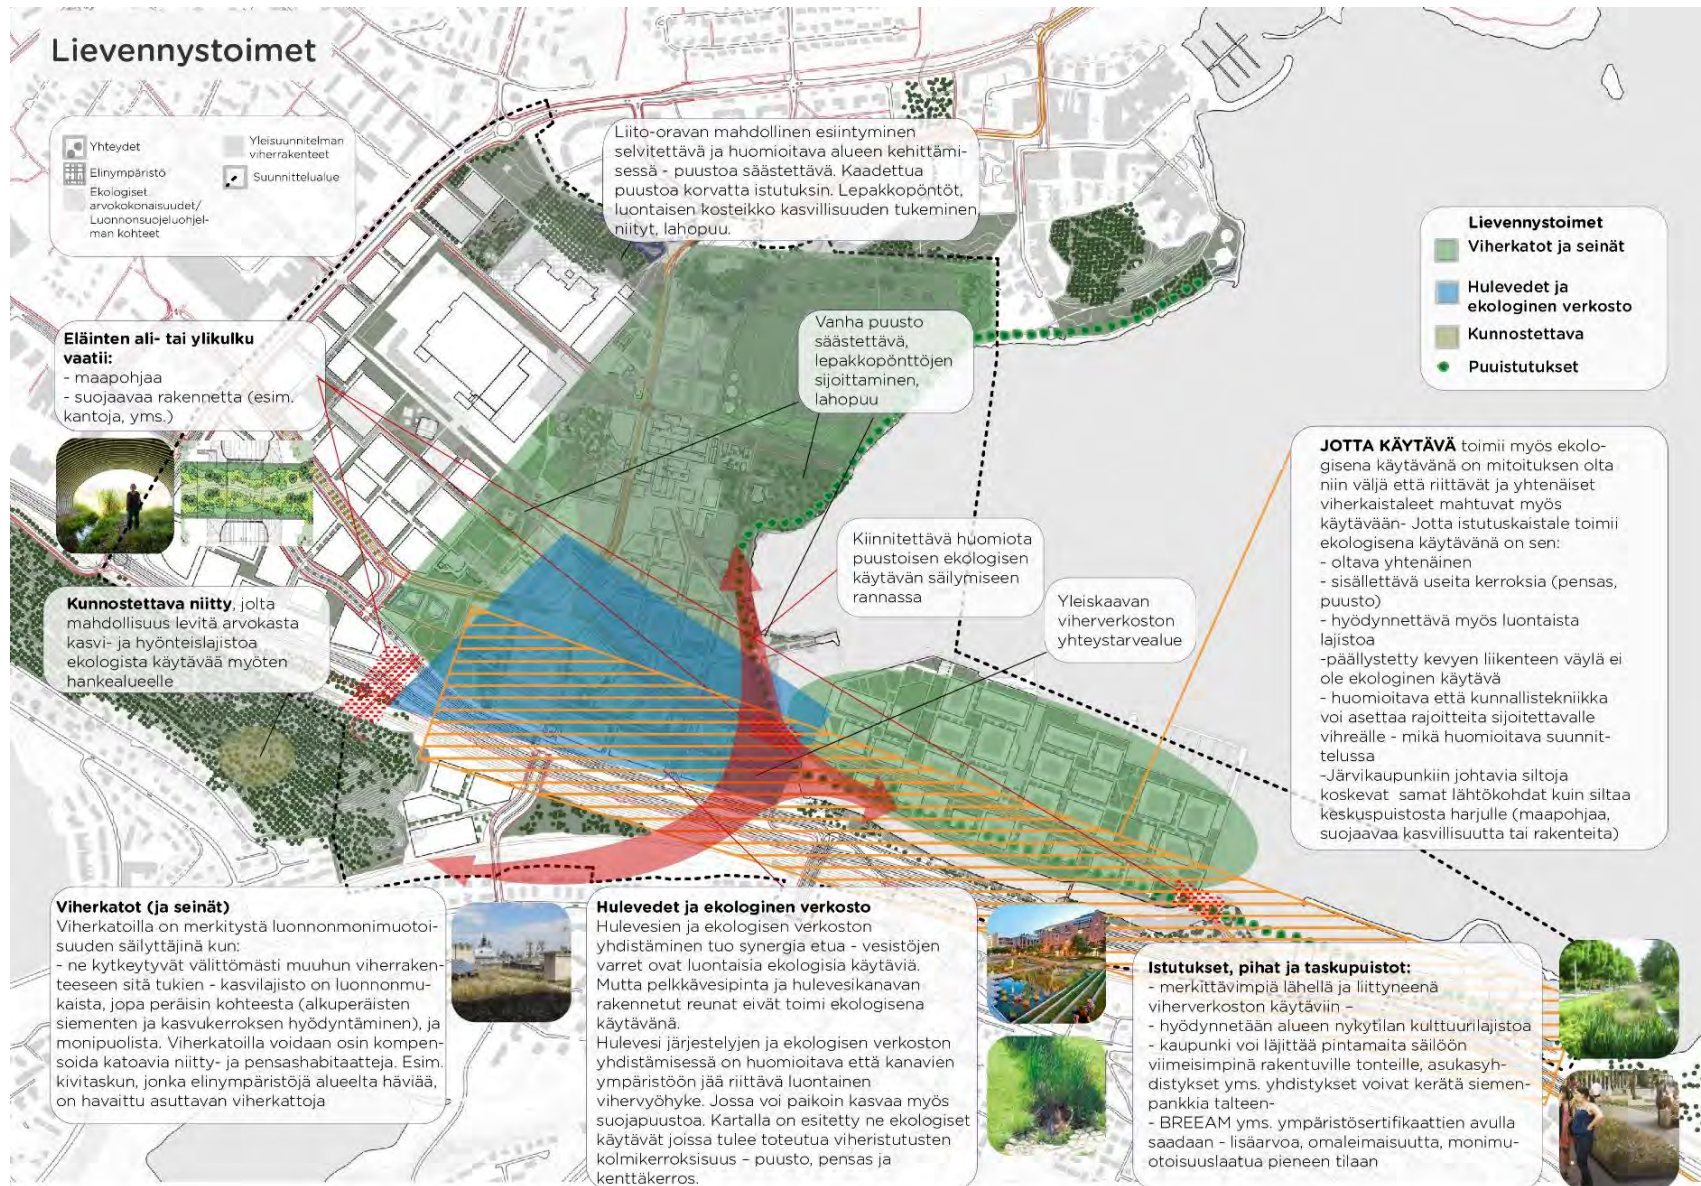 Lievennystoimet
Yhteydet
Elinympäristö
Ekologiset
arvokokonaisuudet/
Luonnonsuojeluohjel-
man kohteet
Yleisuunnitelman
viherrakenteet
Suunnittelualue
Liito-oravan mahdollinen esiintyminen
selvitettävä ja huomioitava alueen kehittämi-
sessä - puustoa säästettävä. Kaadettua
puustoa korvatta istutuksin. Lepakkopöntöt,
luontaisen kosteikko kasvillisuuden tukeminen,
niityt, lahopuu.
Lievennystoimet
Viherkatot ja seinät
Hulevedet ja
ekologinen verkosto
Kunnostettava
Puuistutukset
Eläinten ali- tai ylikulku
vaatii:
- maapohjaa
- suojaavaa rakennetta (esim.
kantoja, yms.)
Vanha puusto
säästettävä,
lepakkopönttöjen
sijoittaminen,
lahopuu
JOTTA KÄYTÄVÄ toimii myös ekolo-
gisena käytävänä on mitoituksen olta
niin väljä että riittävät ja yhtenäiset
viherkaistaleet mahtuvat myös
käytävään- Jotta istutuskaistale toimii
ekologisena käytävänä on sen:
- oltava yhtenäinen
- sisällettävä useita kerroksia (pensas,
puusto)
- hyödynnettävä myös luontaista
lajistoa
-päällystetty kevyen liikenteen väylä ei
ole ekologinen käytävä
- huomioitava että kunnallistekniikka
voi asettaa rajoitteita sijoitettavalle
vihreälle - mikä huomioitava suunnit-
telussa
-Järvikaupunkiin johtavia siltoja
koskevat samat lähtökohdat kuin siltaa
keskuspuistosta harjulle (maapohjaa,
suojaavaa kasvillisuutta tai rakenteita)
Kiinnitettävä huomiota
puustoisen ekologisen
käytävän säilymiseen
rannassa
Yleiskaavan
viherverkoston
yhteystarvealue
Kunnostettava niitty, jolta
mahdollisuus levitä arvokasta
kasvi- ja hyönteislajistoa
ekologista käytävää myöten
hankealueelle
Viherkatot (ja seinät)
Viherkatoilla on merkitystä luonnonmonimuotoi-
suuden säilyttäjinä kun:
- ne kytkeytyvät välittömästi muuhun viherraken-
teeseen sitä tukien - kasvilajisto on luonnonmu-
kaista, jopa peräisin kohteesta (alkuperäisten
siementen ja kasvukerroksen hyödyntäminen), ja
monipuolista. Viherkatoilla voidaan osin kompen-
soida katoavia niitty- ja pensashabitaatteja. Esim.
kivitaskun, jonka elinympäristöjä alueelta häviää,
on havaittu asuttavan viherkattoja
Hulevedet ja ekologinen verkosto
Hulevesien ja ekologisen verkoston
yhdistäminen tuo synergia etua - vesistöjen
varret ovat luontaisia ekologisia käytäviä.
Mutta pelkkävesipinta ja hulevesikanavan
rakennetut reunat eivät toimi ekologisena
käytävänä.
Hulevesi järjestelyjen ja ekologisen verkoston
yhdistämisessä on huomioitava että kanavien
ympäristöön jää riittävä luontainen
vihervyöhyke. Jossa voi paikoin kasvaa myös
suojapuustoa. Kartalla on esitetty ne ekologiset
käytävät joissa tulee toteutua viheristutusten
kolmikerroksisuus – puusto, pensas ja
kenttäkerros.
Istutukset, pihat ja taskupuistot:
- merkittävimpiä lähellä ja liittyneenä
viherverkoston käytäviin –
- hyödynnetään alueen nykytilan kulttuurilajistoa
- kaupunki voi läjittää pintamaita säilöön
viimeisimpinä rakentuville tonteille, asukasyh-
distykset yms. yhdistykset voivat kerätä siemen-
pankkia talteen-
- BREEAM yms. ympäristösertifikaattien avulla
saadaan - lisäarvoa, omaleimaisuutta, monimu-
otoisuuslaatua pieneen tilaan